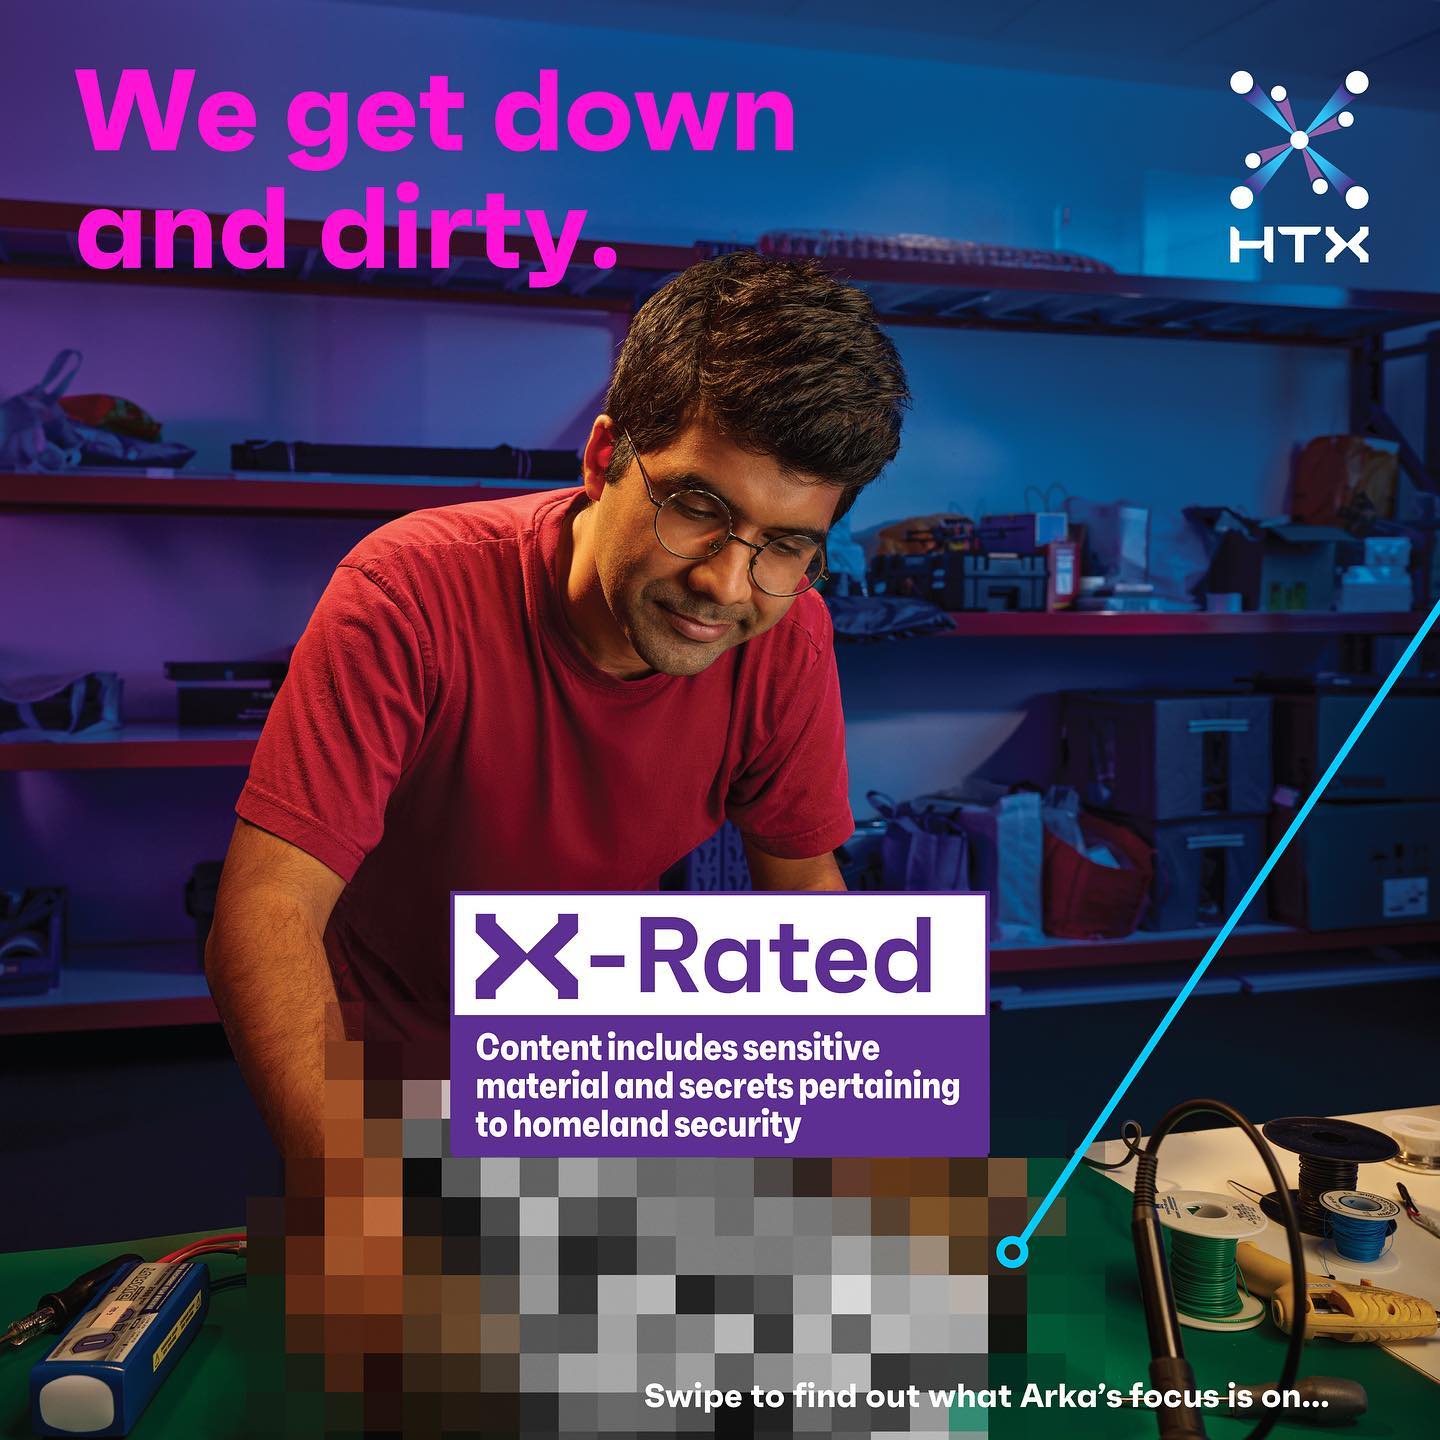 We get down
and dirty.
HTX
X-Rated
Content includes sensitive
material and secrets pertaining
to homeland security
Swipe to find out what Arka's focus is on...